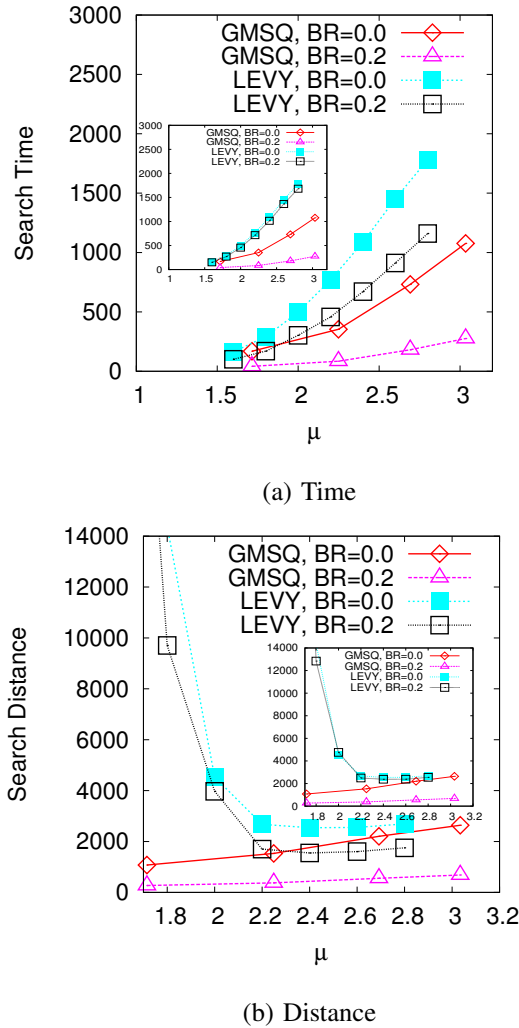 3000
2500
2000
1500
1000
500
0
Search Time
GMSQ, BR=0.0
GMSQ, BR=0.2
LEVY, BR=0.0
LEVY, BR=0.2
3000
2500
2000
1500
1000
500
0
GMSQ, BR=0.0
GMSQ, BR=0.2
LEVY, BR=0.0
LEVY, BR=0.2
1 1.5 2 2.5 3
1 1.5 2 2.5 3
μ
(a) Time
14000
12000
10000
8000
6000
4000
2000
0
Search Distance
GMSQ, BR=0.0
GMSQ, BR=0.2
LEVY, BR=0.0
LEVY, BR=0.2
14000
12000
10000
8000
6000
4000
2000
0
GMSQ, BR=0.0
GMSQ, BR=0.2
LEVY, BR=0.0
LEVY, BR=0.2
1.8 2 2.2 2.4 2.6 2.8 3 3.2
1.8 2 2.2 2.4 2.6 2.8 3 3.2
μ
(b) Distance